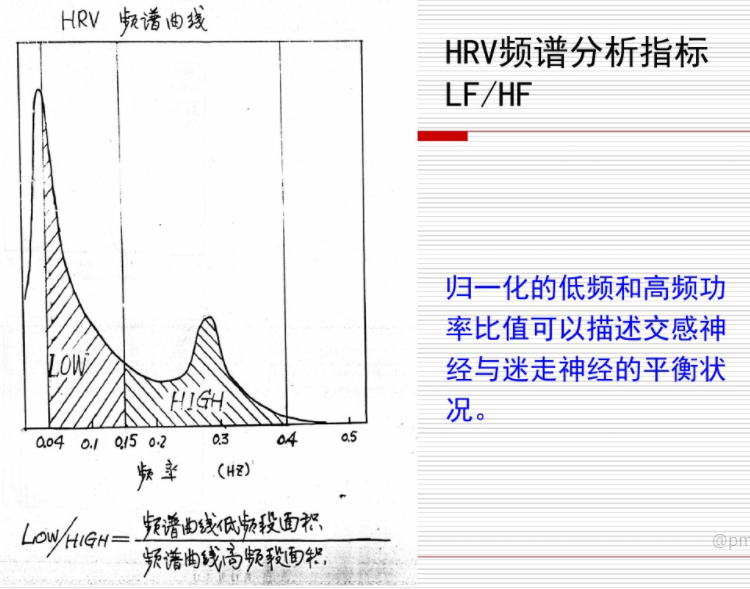 HRV 频谱曲线
LOW
HIGH
0.04 0.1 0.15 0.2 0.3 0.4 0.5
频率 (HZ)
LOW/HIGH=
频谱曲线低频段面积
频谱曲线高频段面积
HRV频谱分析指标
LF/HF
归一化的低频和高频功
率比值可以描述交感神
经与迷走神经的平衡状
况。
@pm